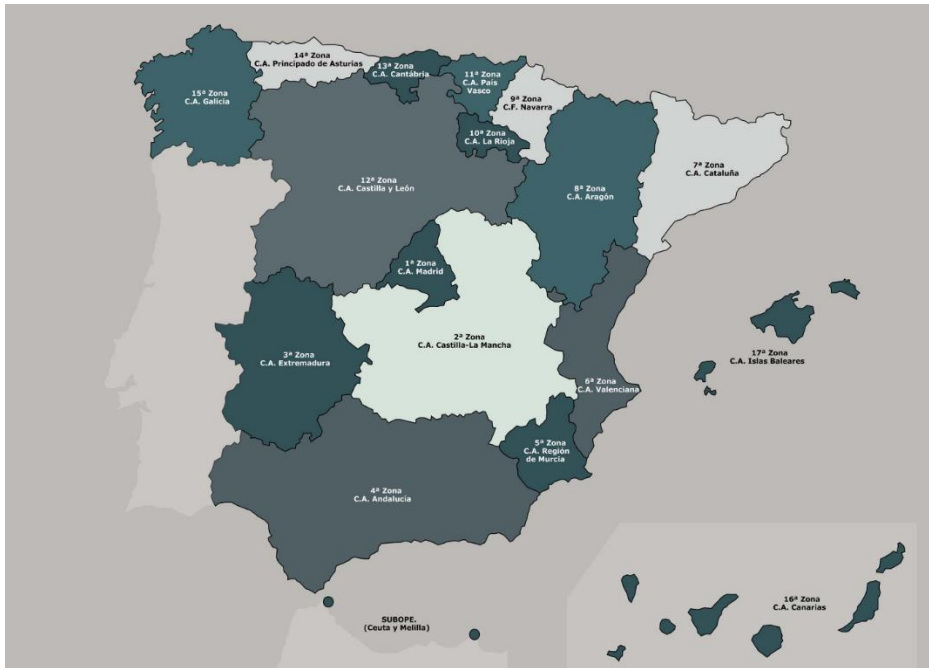 14ª Zona
C.A. Principado de Asturias
13ª Zona
C.A. Cantábria
11ª Zona
C.A. País
Vasco
9ª Zona
C.F. Navarra
15º Zona
C.A. Galicia
10ª Zona
C.A. La Rioja
7ª Zona
C.A. Cataluña
12ª Zona
C.A. Castilla y León
8ª Zona
C.A. Aragón
1ª Zona
C.A. Madrid
2ª Zona
C.A. Castilla-La Mancha
17ª Zona
C.A. Islas Baleares
3ª Zona
C.A. Extremadura
6ª Zona
C.A. Valenciana
5ª Zona
C.A. Región
de Murcia
4ª Zona
C.A. Andalucía
16ª Zona
C.A. Canarias
SUBOPE.
(Ceuta y Melilla)